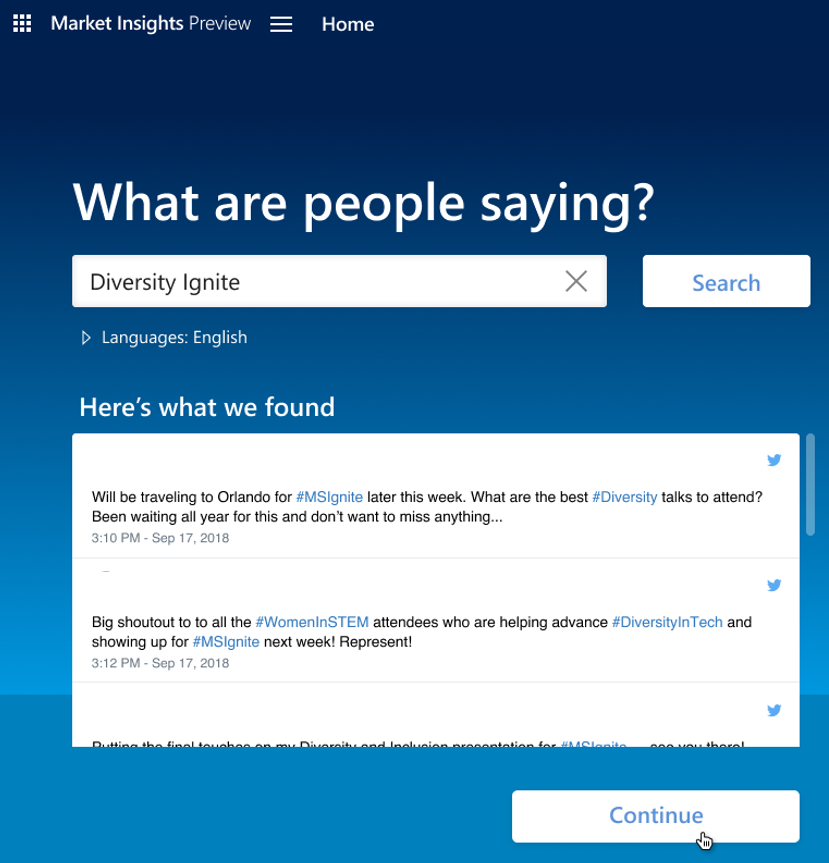 Market Insights Preview Home
What are people saying?
Diversity Ignite
Search
Languages: English
Here's what we found
Will be traveling to Orlando for #MSIgnite later this week. What are the best #Diversity talks to attend?
Been waiting all year for this and don't want to miss anything...
3:10 PM - Sep 17, 2018
Big shoutout to to all the #WomenInSTEM attendees who are helping advance #DiversityInTech and
showing up for #MSIgnite next week! Represent!
3:12 PM - Sep 17, 2018
Putting the final touches on my Diversity and Inclusion presentation for #MSIgnite ... see you there!
Continue